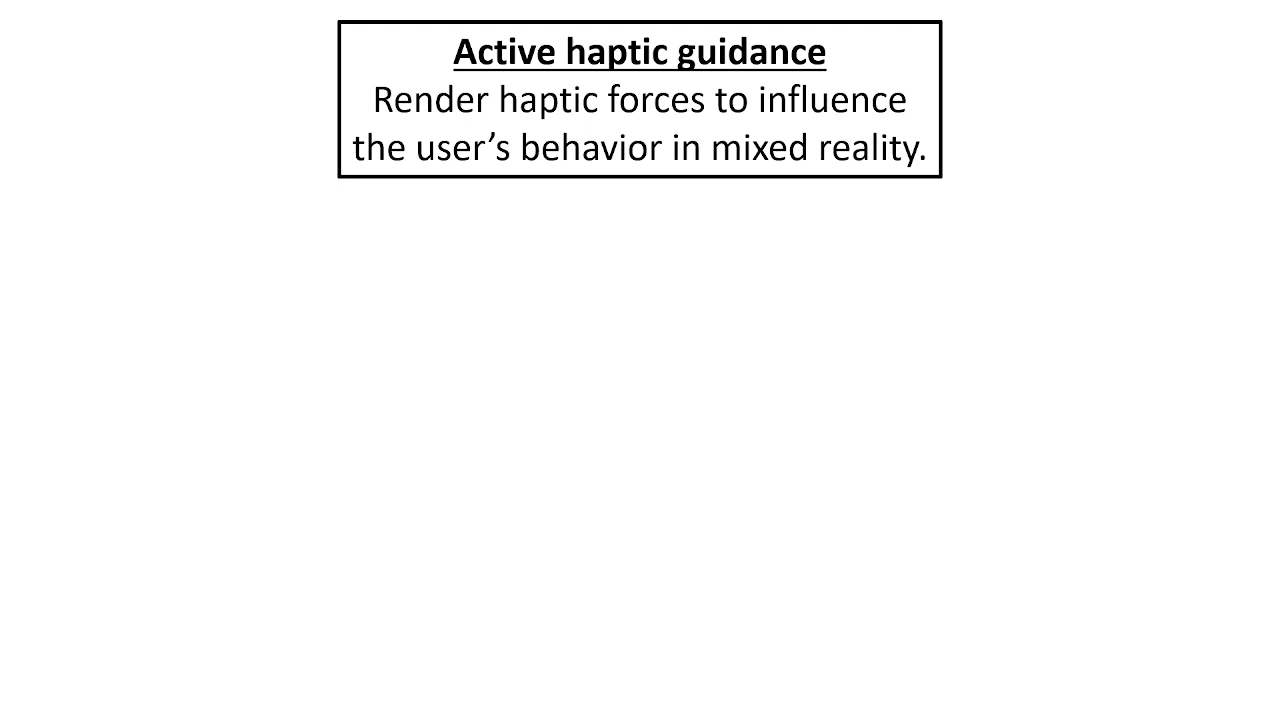 Active haptic guidance
Render haptic forces to influence
the user’s behavior in mixed reality.